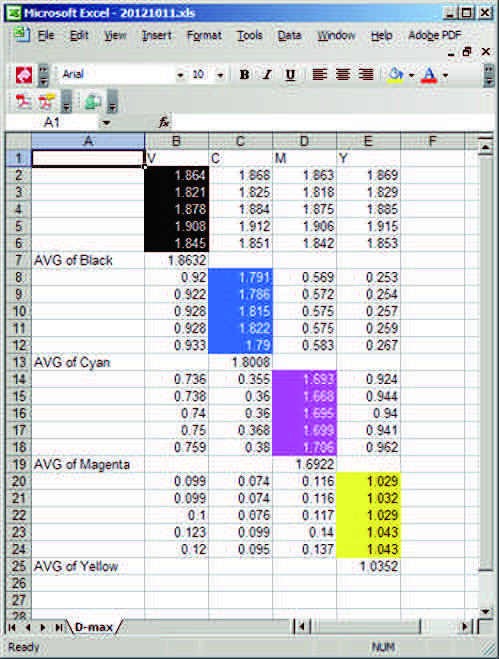 Microsoft Excel - 20121011.xls
File Edit View Insert Format Tools Data Window Help Adobe PDF
Arial 10 B I U A
A1 fx
A B C D E F
1 V C M Y
2 1.864 1.868 1.863 1.869
3 1.821 1.825 1.818 1.829
4 1.878 1.884 1.875 1.885
5 1.908 1.912 1.906 1.915
6 1.845 1.851 1.842 1.853
7 AVG of Black 1.8632
8 0.92 1.791 0.569 0.253
9 0.922 1.786 0.572 0.254
10 0.928 1.815 0.575 0.257
11 0.928 1.822 0.575 0.259
12 0.933 1.79 0.583 0.267
13 AVG of Cyan 1.8008
14 0.736 0.355 1.693 0.924
15 0.738 0.36 1.668 0.944
16 0.74 0.36 1.695 0.94
17 0.75 0.368 1.699 0.941
18 0.759 0.38 1.706 0.962
19 AVG of Magenta 1.6922
20 0.099 0.074 0.116 1.029
21 0.099 0.074 0.116 1.032
22 0.1 0.076 0.117 1.029
23 0.123 0.099 0.14 1.043
24 0.12 0.095 0.137 1.043
25 AVG of Yellow 1.0352
26
27
28
D-max
Ready NUM